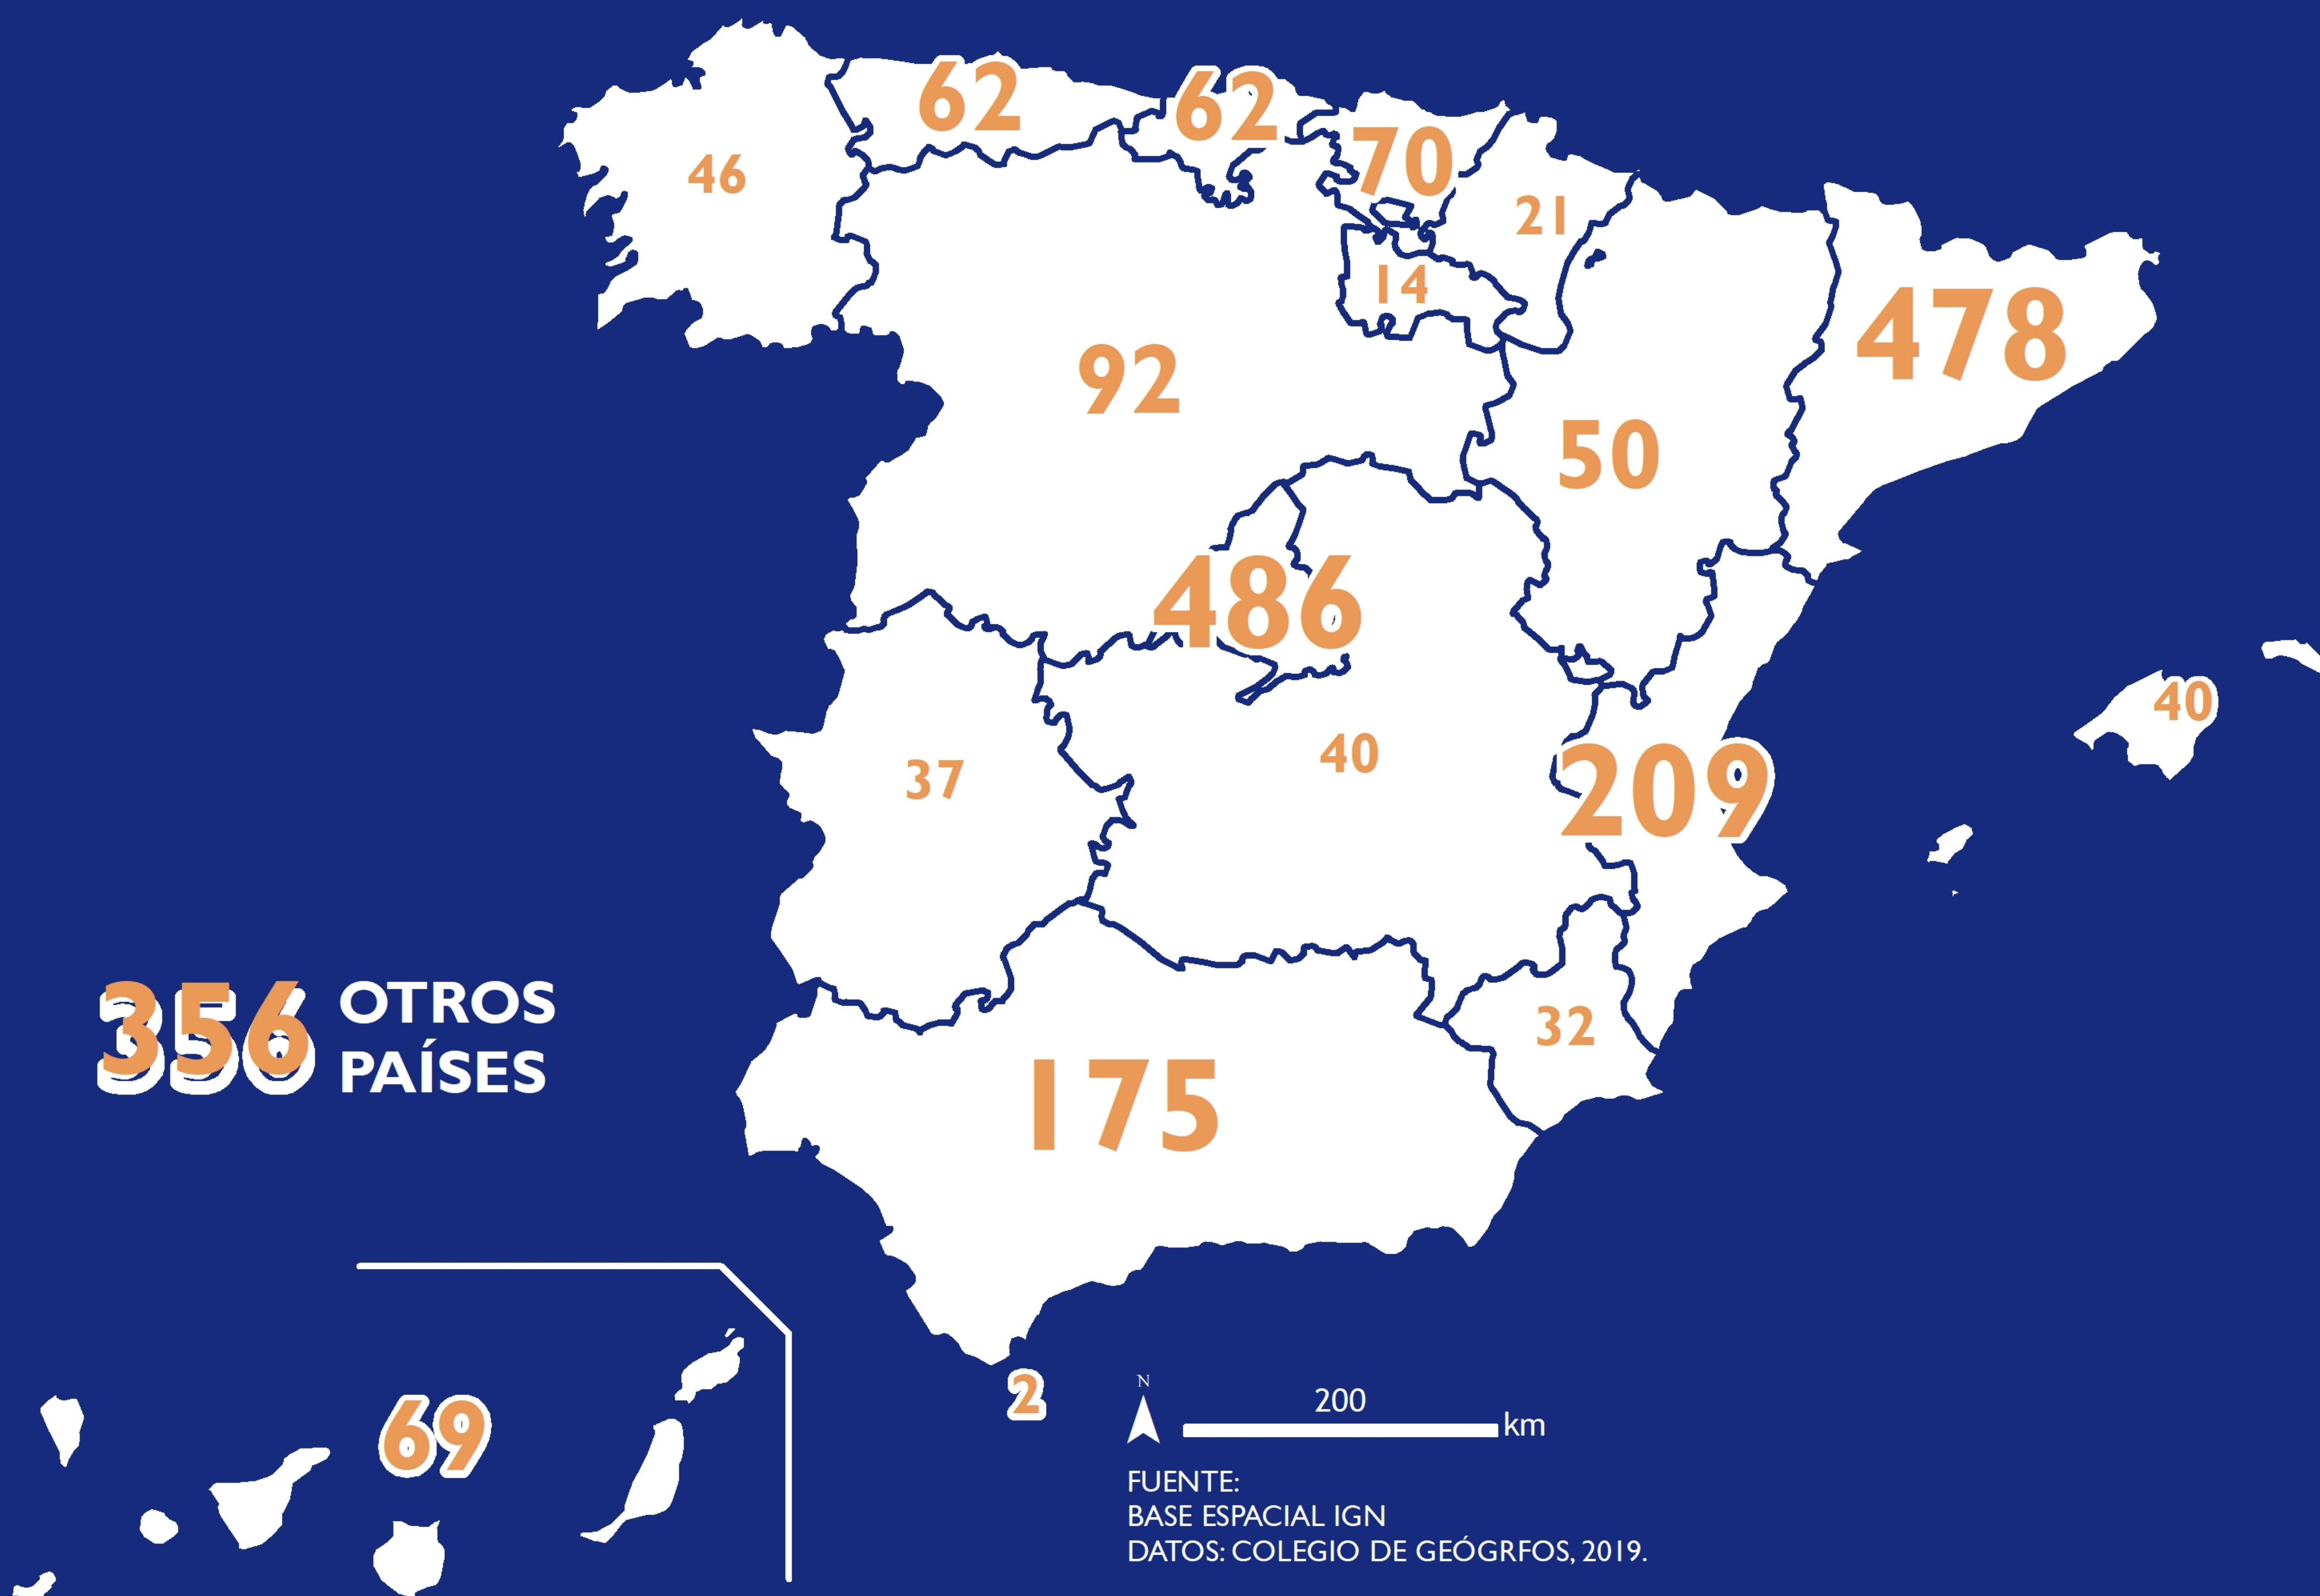 62
62
70
46
21
14
478
92
50
486
40
37
40
209
356 OTROS
PAÍSES
32
175
2
69
N
200
km
FUENTE:
BASE ESPACIAL IGN
DATOS: COLEGIO DE GEÓGRFOS, 2019.